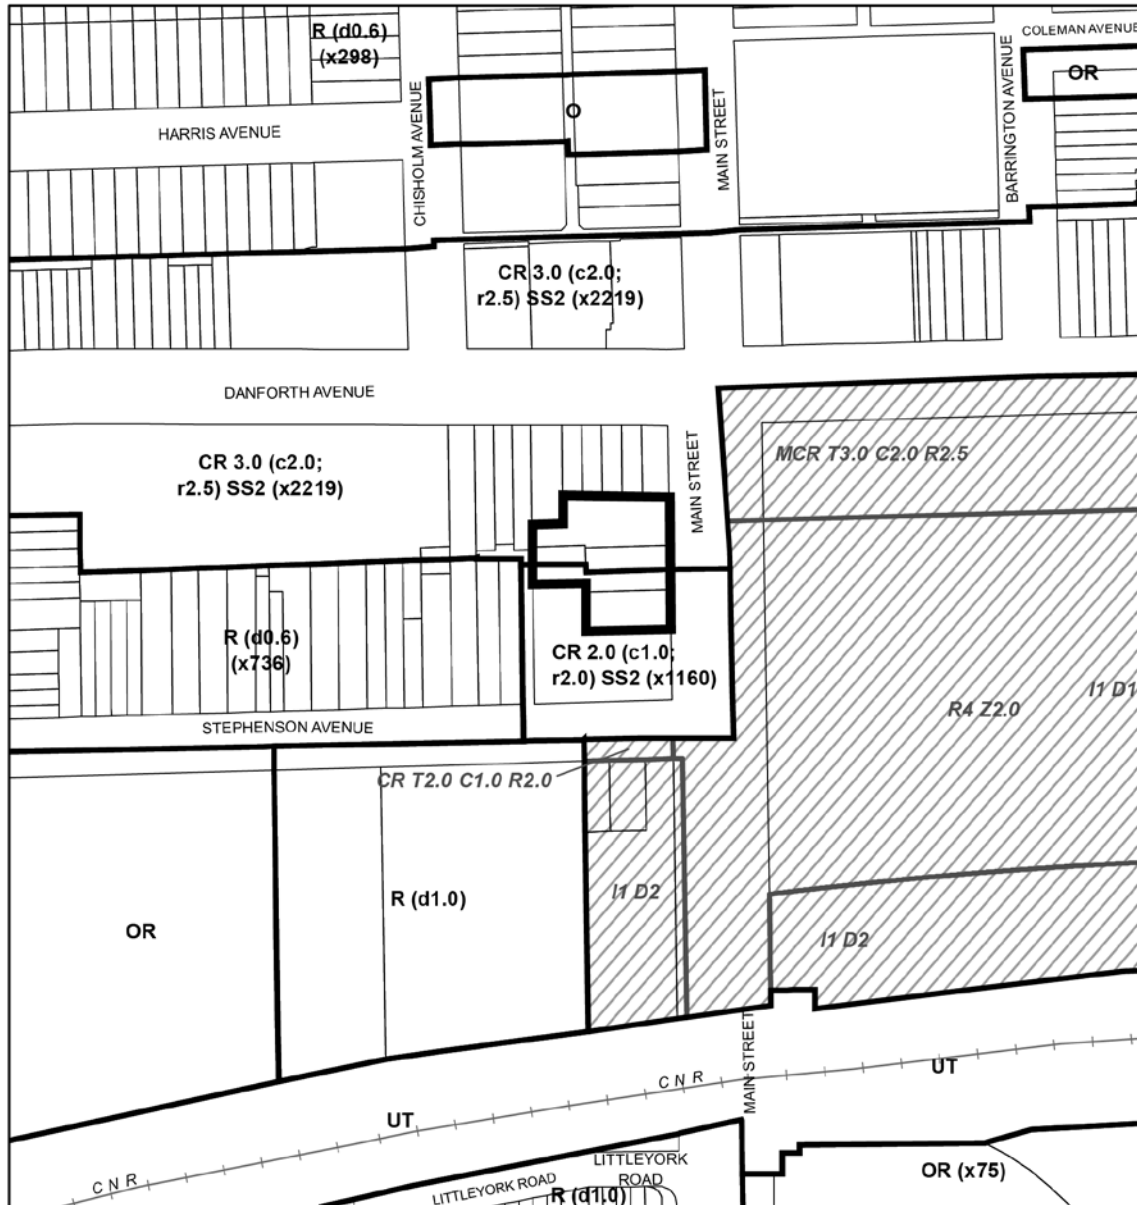 R (d0.6)
(x298)
COLEMAN AVENUE
OR
HARRIS AVENUE
CHISHOLM AVENUE
O
MAIN STREET
BARRINGTON AVENUE
CR 3.0 (c2.0;
r2.5) SS2 (x2219)
DANFORTH AVENUE
CR 3.0 (c2.0;
r2.5) SS2 (x2219)
MAIN STREET
MCR T3.0 C2.0 R2.5
R (d0.6)
(x736)
CR 2.0 (c1.0;
r2.0) SS2 (x1160)
R4 Z2.0
I1 D1
STEPHENSON AVENUE
CR T2.0 C1.0 R2.0
OR
R (d1.0)
I1 D2
I1 D2
MAIN STREET
CNR
UT
UT
CNR
LITTLEYORK
ROAD
LITTLEYORK ROAD
R (d1.0)
OR (x75)